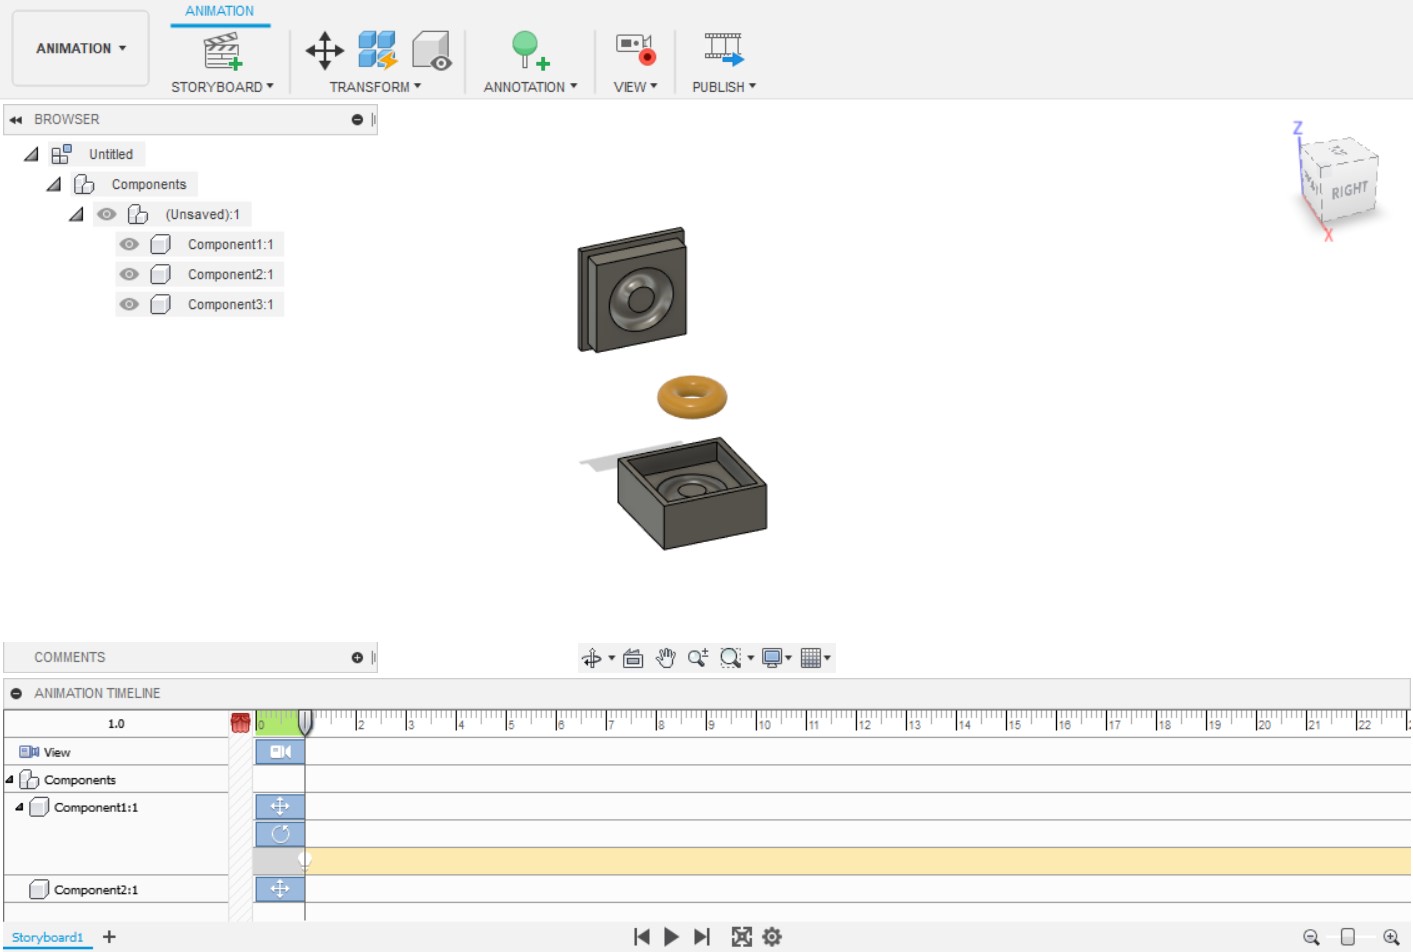 ANIMATION
ANIMATION
STORYBOARD
TRANSFORM
ANNOTATION
VIEW
PUBLISH
BROWSER
Untitled
Components
(Unsaved):1
Component1:1
Component2:1
Component3:1
Z
RIGHT
X
COMMENTS
ANIMATION TIMELINE
1.0
0 2 3 4 5 6 7 8 9 10 11 12 13 14 15 16 17 18 19 20 21 22
View
Components
Component1:1
Component2:1
Storyboard1